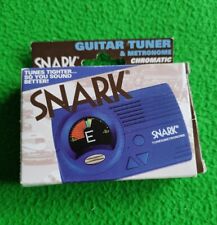 SNARK®
GUITAR TUNER
& METRONOME
CHROMATIC
TUNES TIGHTER...
SO YOU SOUND
BETTER!
SNARK®
E
SNARK®